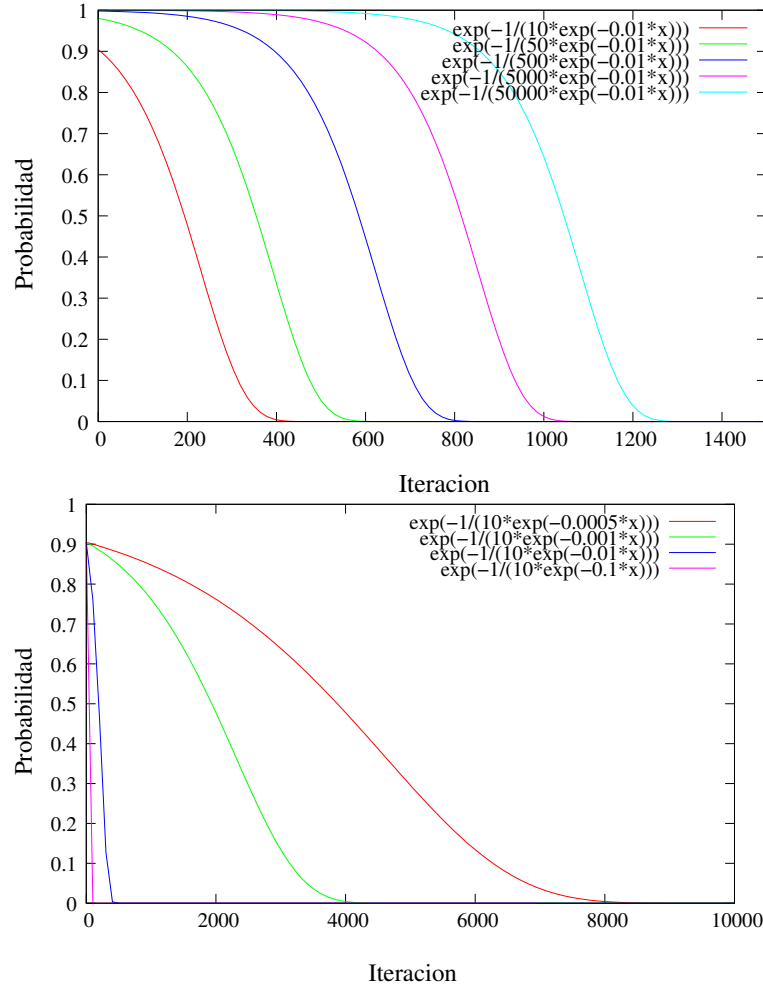 1
0.9
0.8
0.7
0.6
0.5
0.4
0.3
0.2
0.1
0
Probabilidad
exp(−1/(10*exp(−0.01*x)))
exp(−1/(50*exp(−0.01*x)))
exp(−1/(500*exp(−0.01*x)))
exp(−1/(5000*exp(−0.01*x)))
exp(−1/(50000*exp(−0.01*x)))
0 200 400 600 800 1000 1200 1400
Iteracion
1
0.9
0.8
0.7
0.6
0.5
0.4
0.3
0.2
0.1
0
Probabilidad
exp(−1/(10*exp(−0.0005*x)))
exp(−1/(10*exp(−0.001*x)))
exp(−1/(10*exp(−0.01*x)))
exp(−1/(10*exp(−0.1*x)))
0 2000 4000 6000 8000 10000
Iteracion